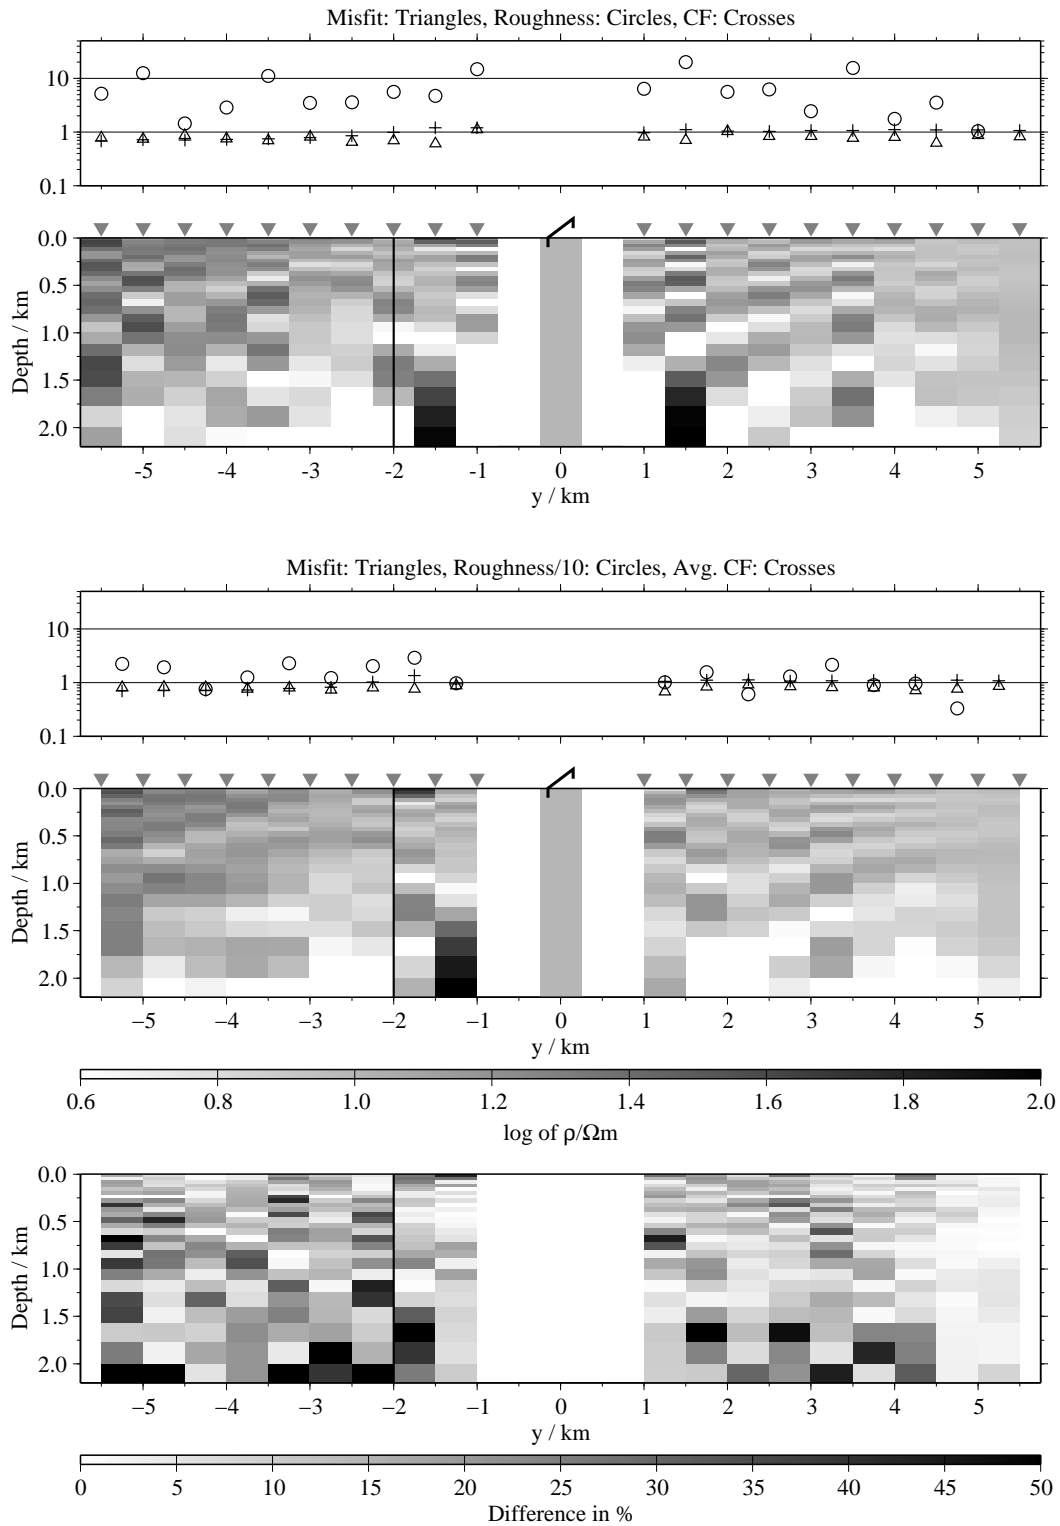 Misfit: Triangles, Roughness: Circles, CF: Crosses
10
1
0.1
0.0
0.5
1.0
1.5
2.0
Depth / km
-5 -4 -3 -2 -1 0 1 2 3 4 5
y / km
Misfit: Triangles, Roughness/10: Circles, Avg. CF: Crosses
10
1
0.1
0.0
0.5
1.0
1.5
2.0
Depth / km
−5 −4 −3 −2 −1 0 1 2 3 4 5
y / km
0.6 0.8 1.0 1.2 1.4 1.6 1.8 2.0
log of ρ/Ωm
0.0
0.5
1.0
1.5
2.0
Depth / km
−5 −4 −3 −2 −1 0 1 2 3 4 5
y / km
0 5 10 15 20 25 30 35 40 45 50
Difference in %